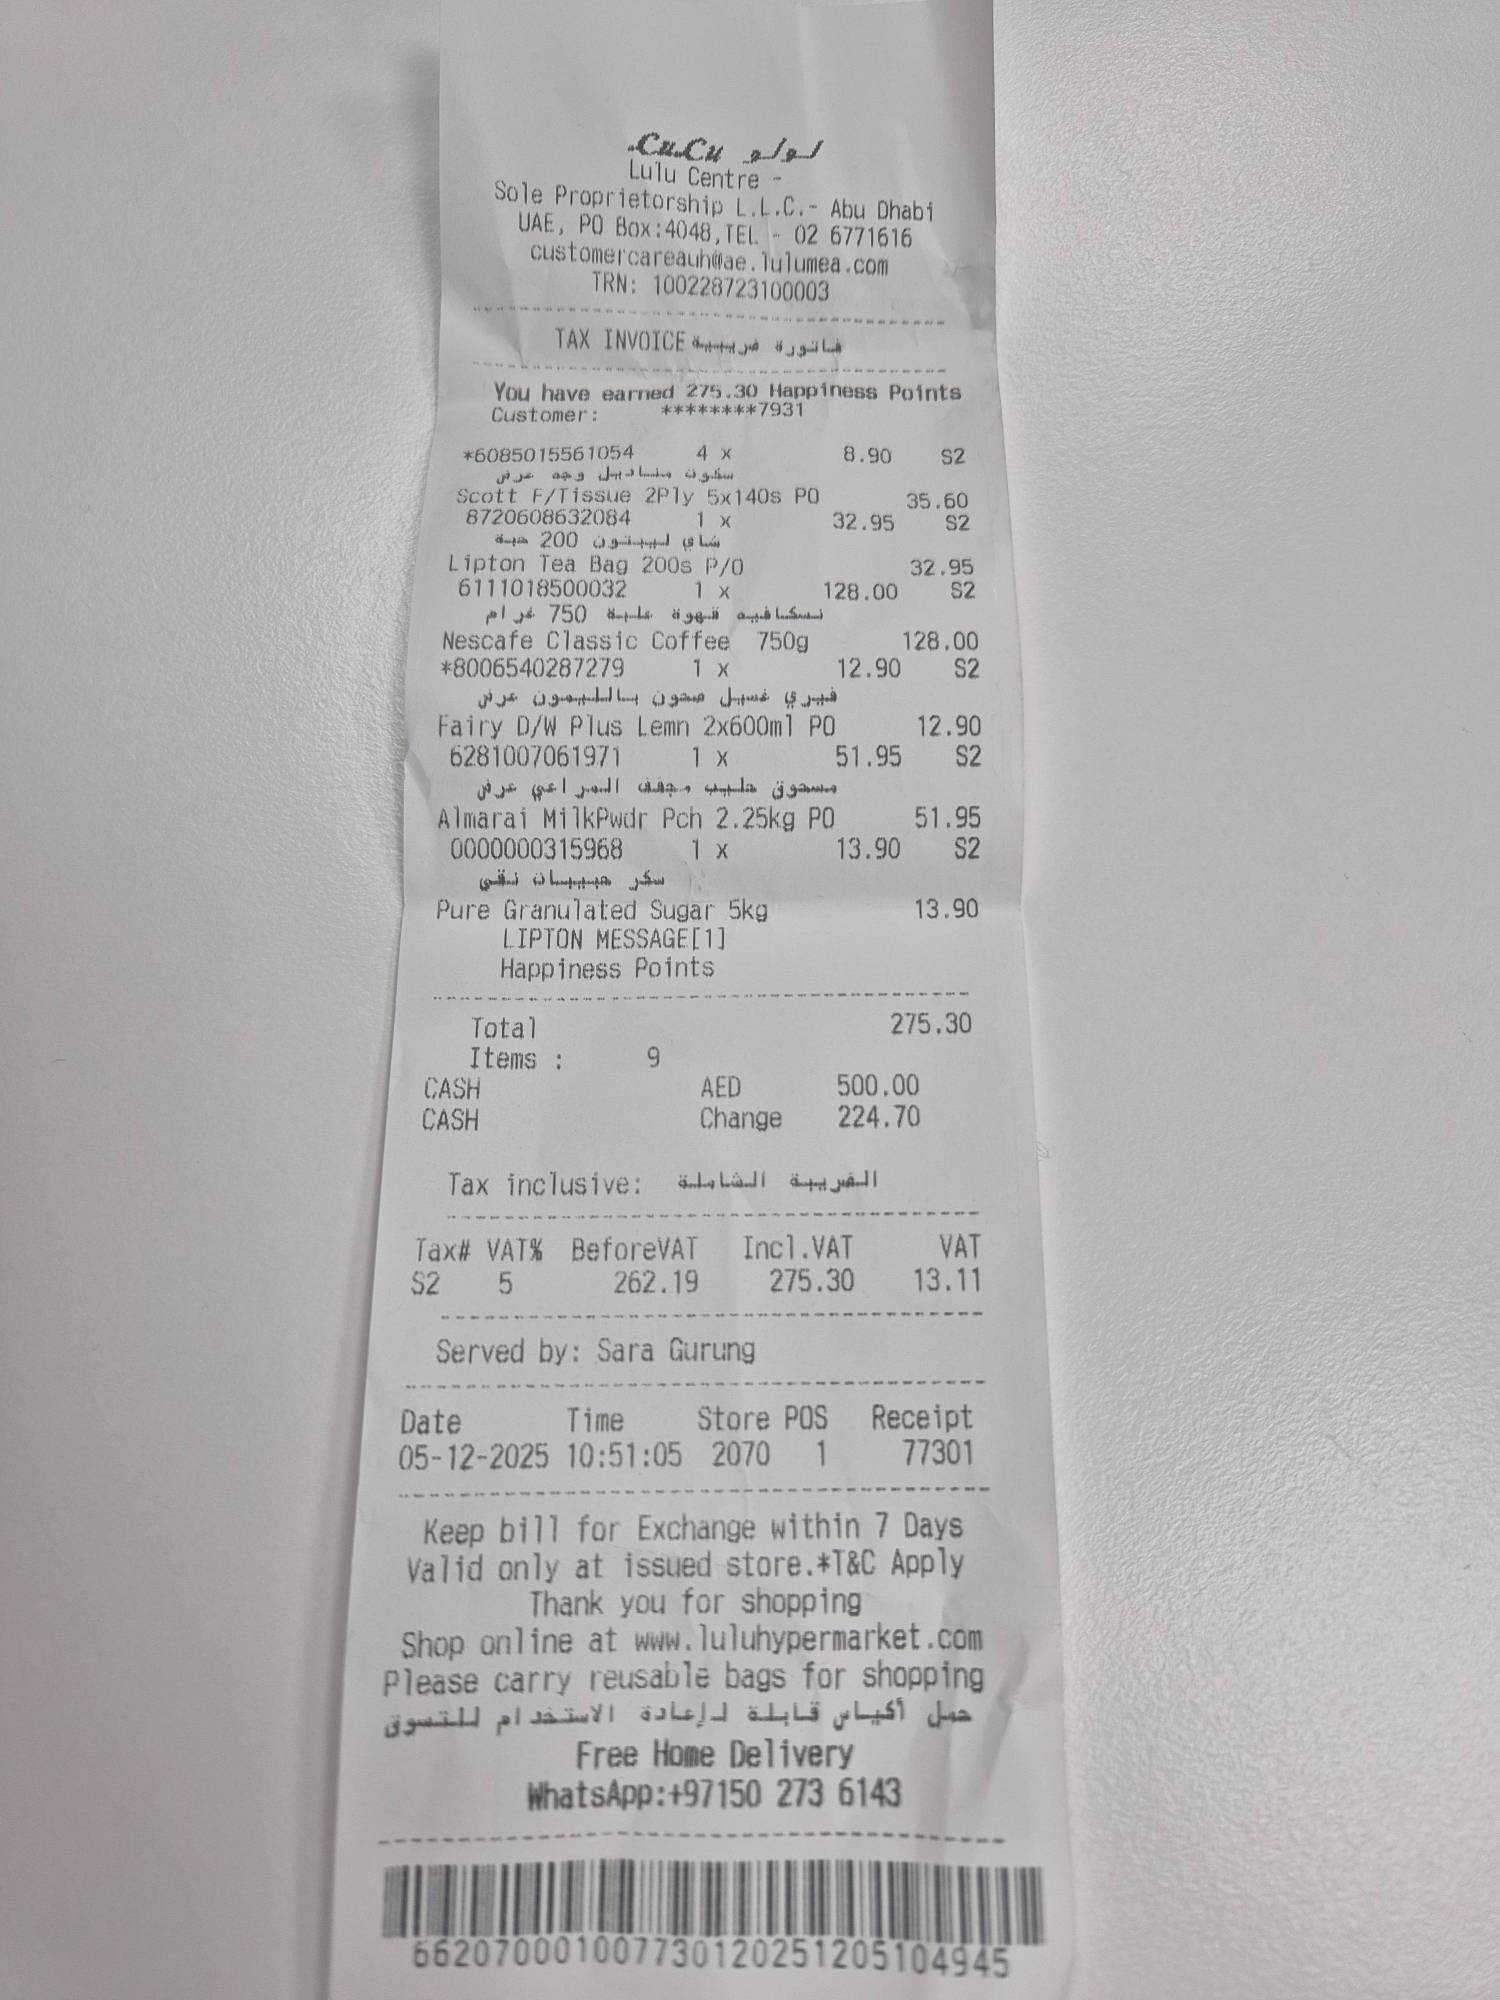 LuLu لولو
Lulu Centre -
Sole Proprietorship L.L.C.- Abu Dhabi
UAE, PO Box:4048,TEL - 02 6771616
customercareauh@ae.lulumea.com
TRN: 100228723100003
TAX INVOICE فاتورة ضريبية
You have earned 275.30 Happiness Points
Customer: ********7931
*6085015561054 4 x 8.90 S2
سكوت مناديل وجه عرض
Scott F/Tissue 2Ply 5x140s PO 35.60
8720608632084 1 x 32.95 S2
شاي ليبتون 200 حبة
Lipton Tea Bag 200s P/O 32.95
6111018500032 1 x 128.00 S2
نسكافيه قهوة علبة 750 غرام
Nescafe Classic Coffee 750g 128.00
*8006540287279 1 x 12.90 S2
فيري غسيل صحون بالليمون عرض
Fairy D/W Plus Lemn 2x600ml PO 12.90
6281007061971 1 x 51.95 S2
مسحوق حليب مجفف المراعي عرض
Almarai MilkPwdr Pch 2.25kg PO 51.95
0000000315968 1 x 13.90 S2
سكر حبيبات نقي
Pure Granulated Sugar 5kg 13.90
LIPTON MESSAGE[1]
Happiness Points
Total 275.30
Items : 9
CASH AED 500.00
CASH Change 224.70
Tax inclusive: الضريبة الشاملة
Tax# VAT% BeforeVAT Incl.VAT VAT
S2 5 262.19 275.30 13.11
Served by: Sara Gurung
Date Time Store POS Receipt
05-12-2025 10:51:05 2070 1 77301
Keep bill for Exchange within 7 Days
Valid only at issued store.*T&C Apply
Thank you for shopping
Shop online at www.luluhypermarket.com
Please carry reusable bags for shopping
حمل أكياس قابلة لإعادة الاستخدام للتسوق
Free Home Delivery
WhatsApp:+97150 273 6143
662070001007730120251205104945